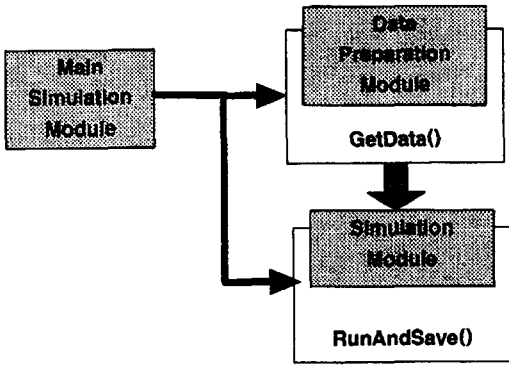 Main
Simulation
Module
Data
Preparation
Module
GetData()
Simulation
Module
RunAndSave()